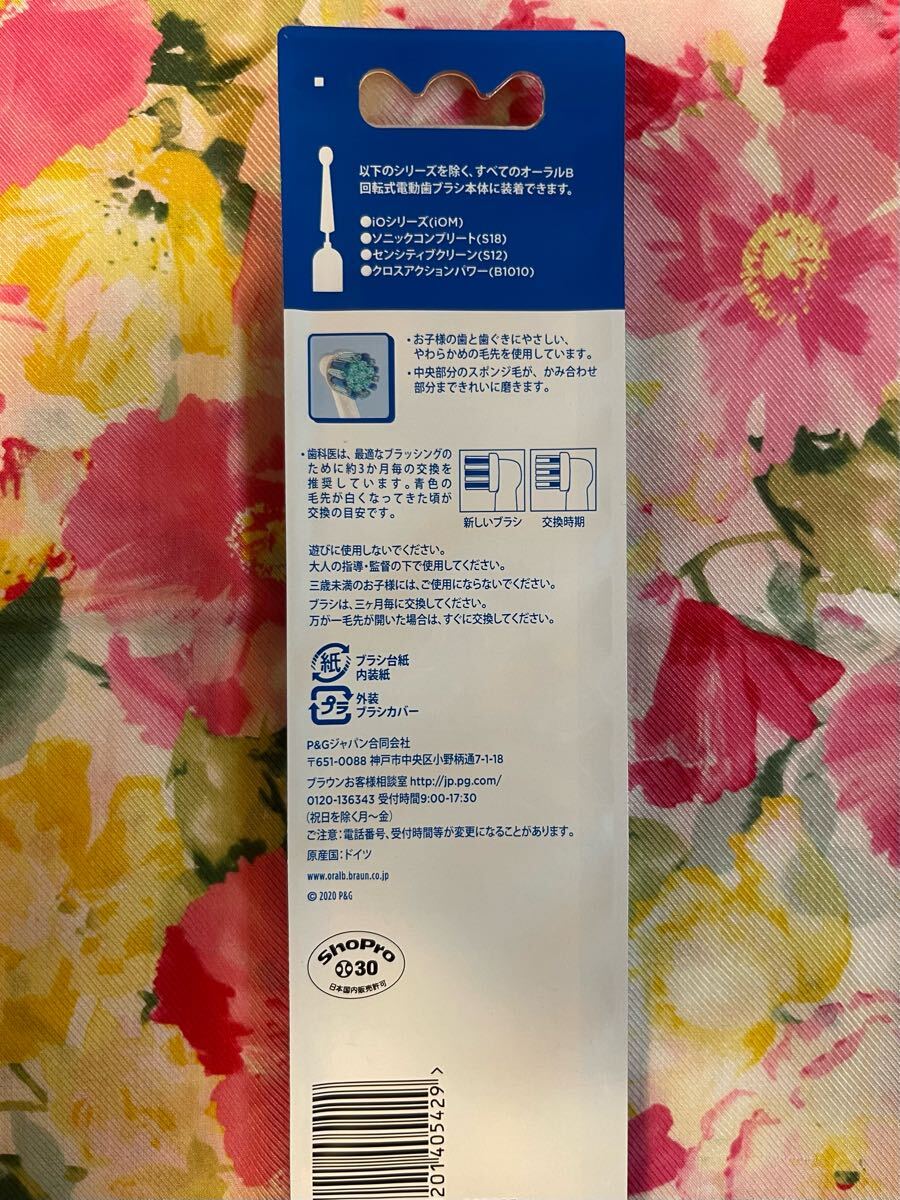 以下のシリーズを除く、すべてのオーラルB
回転式電動歯ブラシ本体に装着できます。
●iOシリーズ(iOM)
●ソニックコンプリート(S18)
●センシティブクリーン(S12)
●クロスアクションパワー(B1010)
・お子様の歯と歯ぐきにやさしい、
やわらかめの毛先を使用しています。
・中央部分のスポンジ毛が、かみ合わせ
部分まできれいに磨きます。
・歯科医は、最適なブラッシングの
ために約3か月毎の交換を
推奨しています。青色の
毛先が白くなってきた頃が
交換の目安です。
新しいブラシ 交換時期
遊びに使用しないでください。
大人の指導・監督の下で使用してください。
三歳未満のお子様には、ご使用にならないでください。
ブラシは、三ヶ月毎に交換してください。
万が一毛先が開いた場合は、すぐに交換してください。
紙 ブラシ台紙
内装紙
プラ 外装
ブラシカバー
P&Gジャパン合同会社
〒651-0088 神戸市中央区小野柄通7-1-18
ブラウンお客様相談室 http://jp.pg.com/
0120-136343 受付時間9:00-17:30
(祝日を除く月〜金)
ご注意:電話番号、受付時間等が変更になることがあります。
原産国:ドイツ
www.oralb.braun.co.jp
© 2020 P&G
ShoPro
30
日本国内販売許可
201405429>